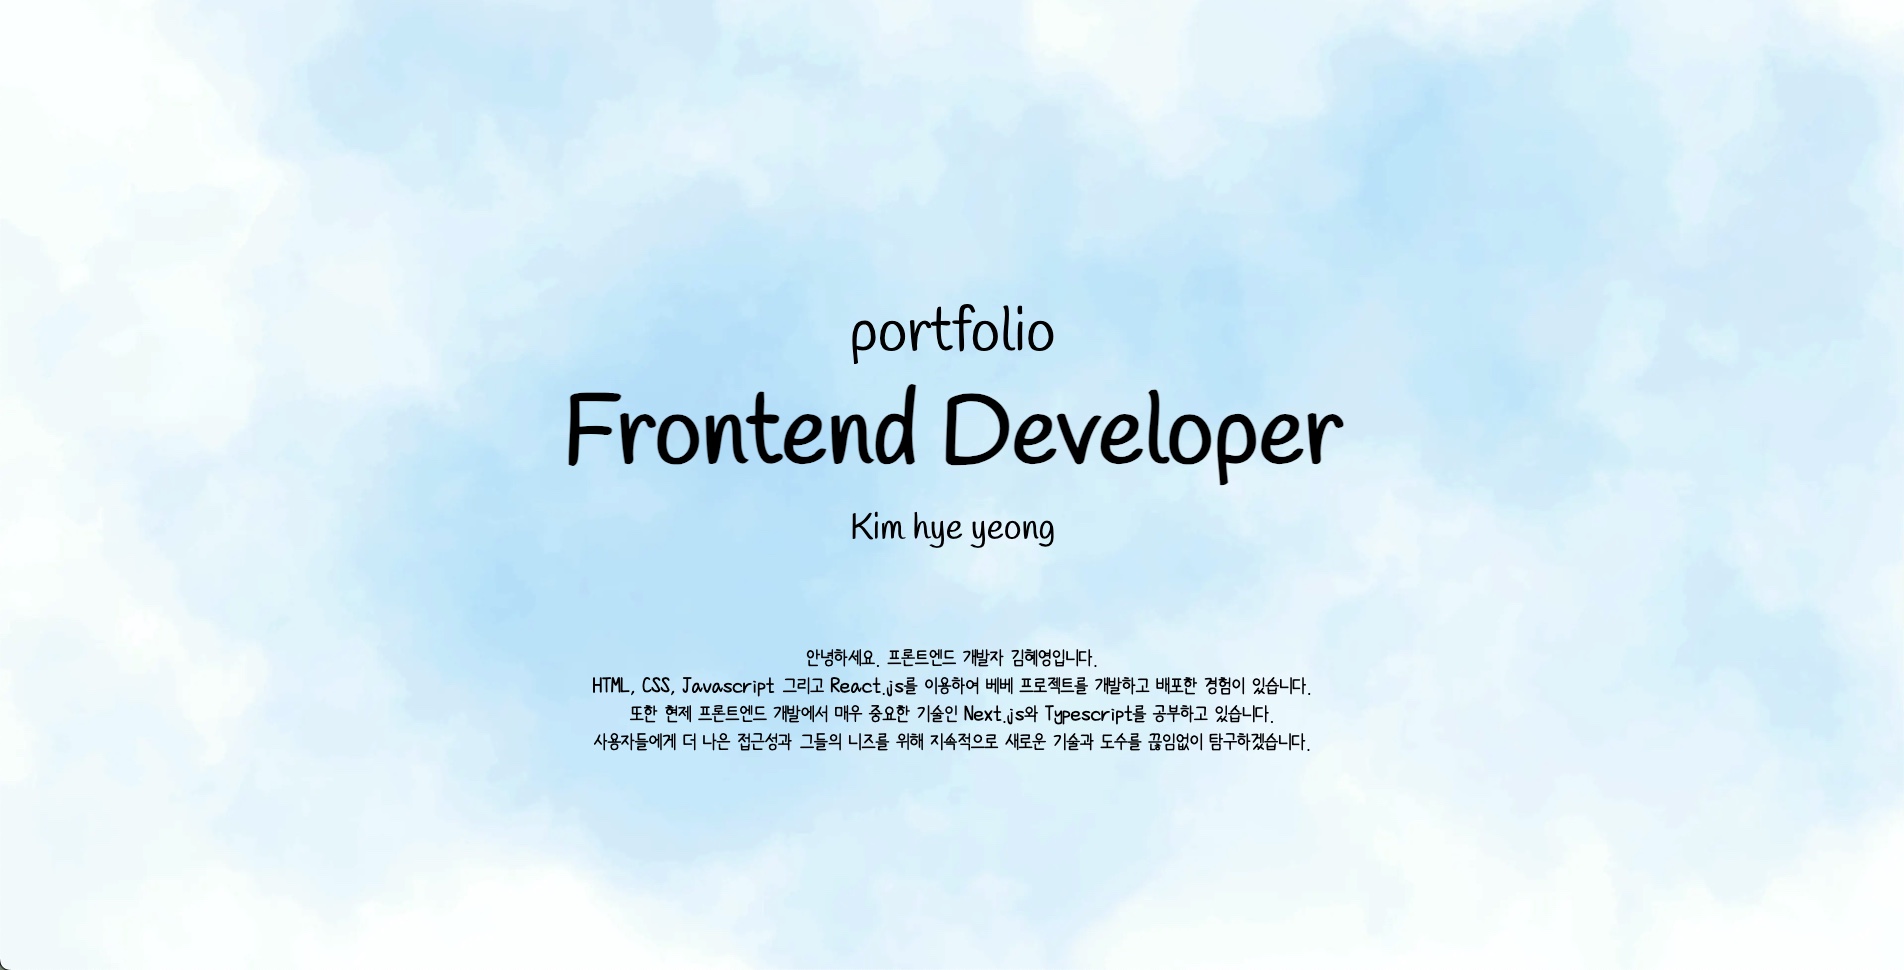 portfolio
Frontend Developer
Kim hye yeong
안녕하세요. 프론트엔드 개발자 김혜영입니다.
HTML, CSS, Javascript 그리고 React.js를 이용하여 베베 프로젝트를 개발하고 배포한 경험이 있습니다.
또한 현제 프론트엔드 개발에서 매우 중요한 기술인 Next.js와 Typescript를 공부하고 있습니다.
사용자들에게 더 나은 접근성과 그들의 니즈를 위해 지속적으로 새로운 기술과 도수를 끊임없이 탐구하겠습니다.